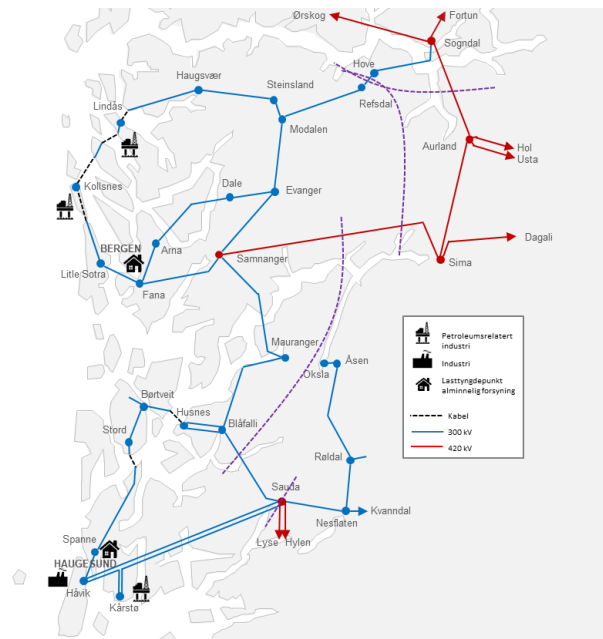 Ørskog
Fortun
Sogndal
Hove
Haugsvær
Steinsland
Refsdal
Lindås
Modalen
Aurland
Hol
Usta
Kollsnes
Dale
Evanger
BERGEN
Arna
Dagali
Samnanger
Sima
Litle Sotra
Fana
Mauranger
Åsen
Oksla
Børtveit
Husnes
Stord
Blåfalli
Røldal
Sauda
Nesflaten
Kvanndal
Lyse
Hylen
Spanne
HAUGESUND
Håvik
Kårstø
Petroleumsrelatert
industri
Industri
Lasttyngdepunkt
alminnelig forsyning
Kabel
300 kV
420 kV